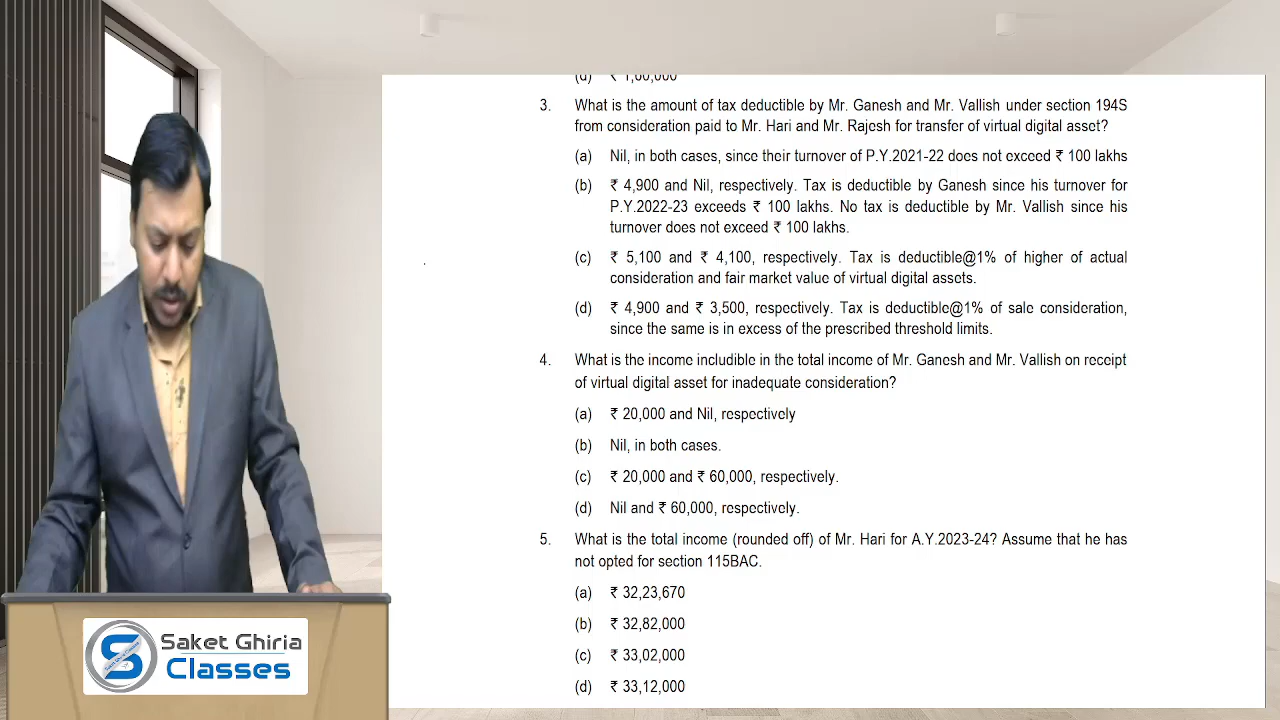 (d) ₹ 1,60,000
3. What is the amount of tax deductible by Mr. Ganesh and Mr. Vallish under section 194S
from consideration paid to Mr. Hari and Mr. Rajesh for transfer of virtual digital asset?
(a) Nil, in both cases, since their turnover of P.Y.2021-22 does not exceed ₹ 100 lakhs
(b) ₹ 4,900 and Nil, respectively. Tax is deductible by Ganesh since his turnover for
P.Y.2022-23 exceeds ₹ 100 lakhs. No tax is deductible by Mr. Vallish since his
turnover does not exceed ₹ 100 lakhs.
(c) ₹ 5,100 and ₹ 4,100, respectively. Tax is deductible@1% of higher of actual
consideration and fair market value of virtual digital assets.
(d) ₹ 4,900 and ₹ 3,500, respectively. Tax is deductible@1% of sale consideration,
since the same is in excess of the prescribed threshold limits.
4. What is the income includible in the total income of Mr. Ganesh and Mr. Vallish on receipt
of virtual digital asset for inadequate consideration?
(a) ₹ 20,000 and Nil, respectively
(b) Nil, in both cases.
(c) ₹ 20,000 and ₹ 60,000, respectively.
(d) Nil and ₹ 60,000, respectively.
5. What is the total income (rounded off) of Mr. Hari for A.Y.2023-24? Assume that he has
not opted for section 115BAC.
(a) ₹ 32,23,670
(b) ₹ 32,82,000
(c) ₹ 33,02,000
(d) ₹ 33,12,000
Saket Ghiria
Classes